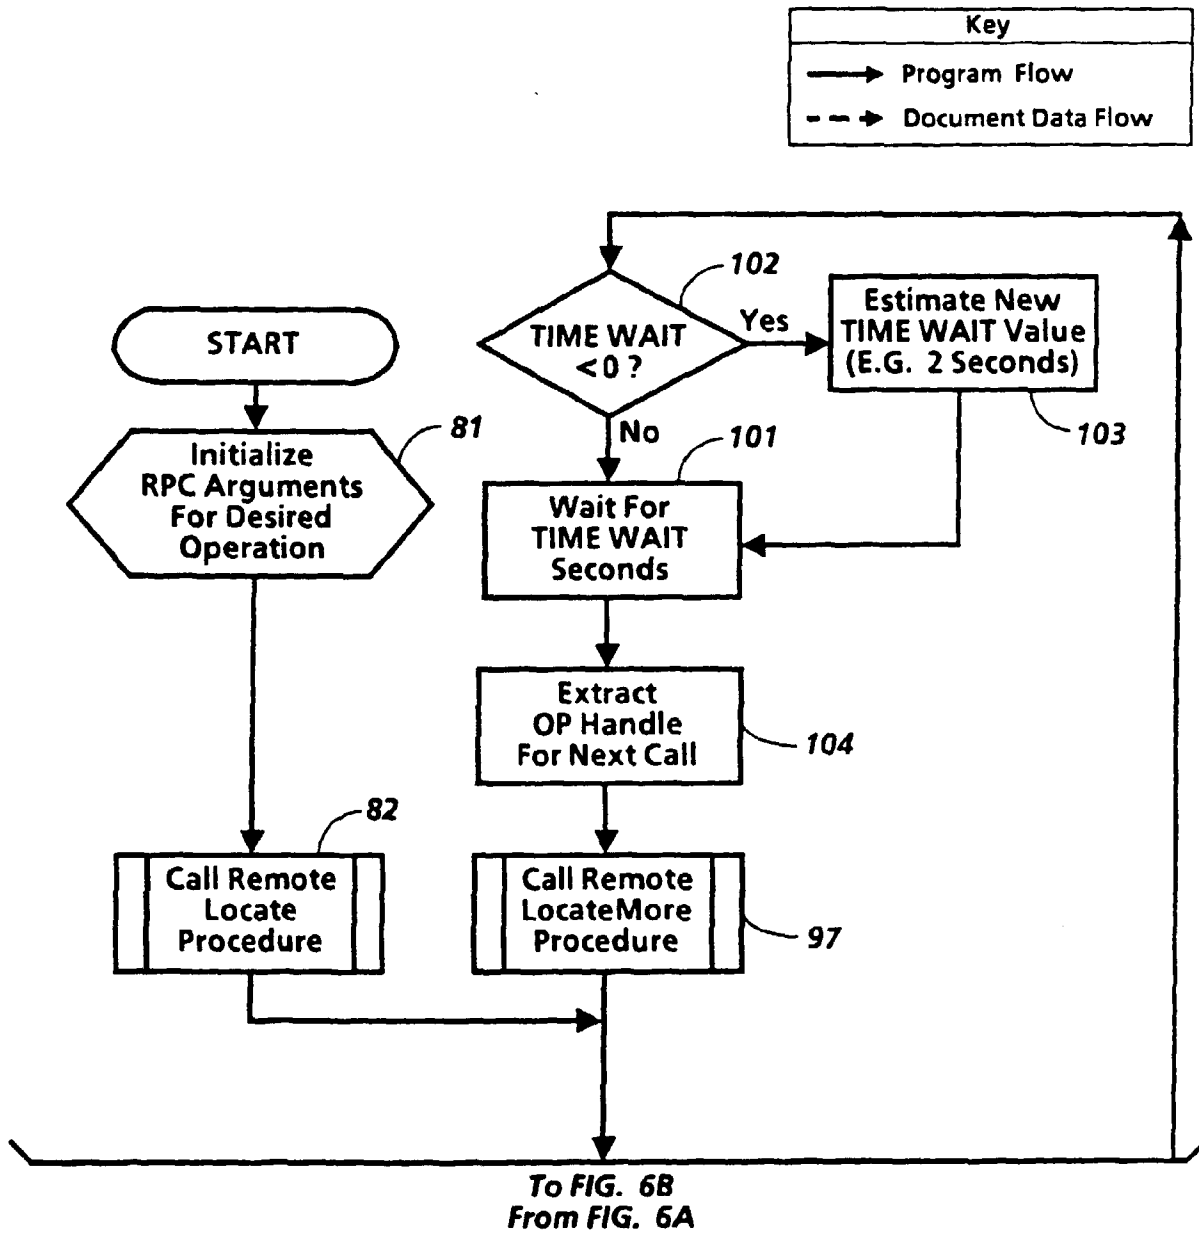 Key
Program Flow
Document Data Flow
START
81
Initialize
RPC Arguments
For Desired
Operation
82
Call Remote
Locate
Procedure
102
TIME WAIT
<0 ?
Yes
Estimate New
TIME WAIT Value
(E.G. 2 Seconds)
103
No
101
Wait For
TIME WAIT
Seconds
Extract
OP Handle
For Next Call
104
Call Remote
LocateMore
Procedure
97
To FIG. 6B
From FIG. 6A